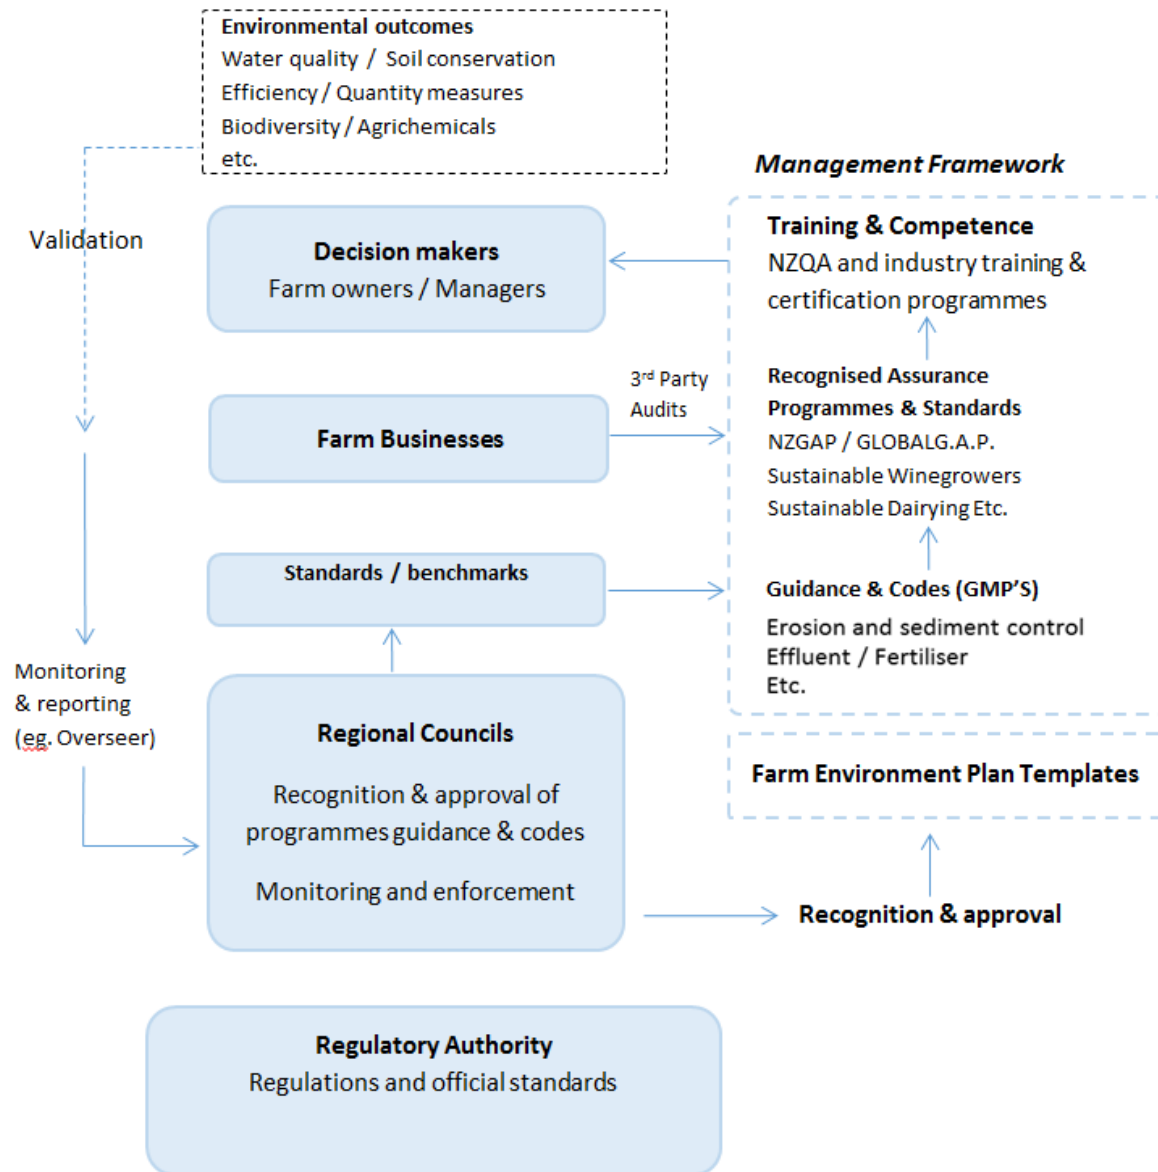 Environmental outcomes
Water quality / Soil conservation
Efficiency / Quantity measures
Biodiversity / Agrichemicals
etc.
Validation
Decision makers
Farm owners / Managers
Farm Businesses
3rd Party
Audits
Standards / benchmarks
Monitoring
& reporting
(eg. Overseer)
Regional Councils
Recognition & approval of
programmes guidance & codes
Monitoring and enforcement
Management Framework
Training & Competence
NZQA and industry training &
certification programmes
Recognised Assurance
Programmes & Standards
NZGAP / GLOBALG.A.P.
Sustainable Winegrowers
Sustainable Dairying Etc.
Guidance & Codes (GMP'S)
Erosion and sediment control
Effluent / Fertiliser
Etc.
Farm Environment Plan Templates
Recognition & approval
Regulatory Authority
Regulations and official standards